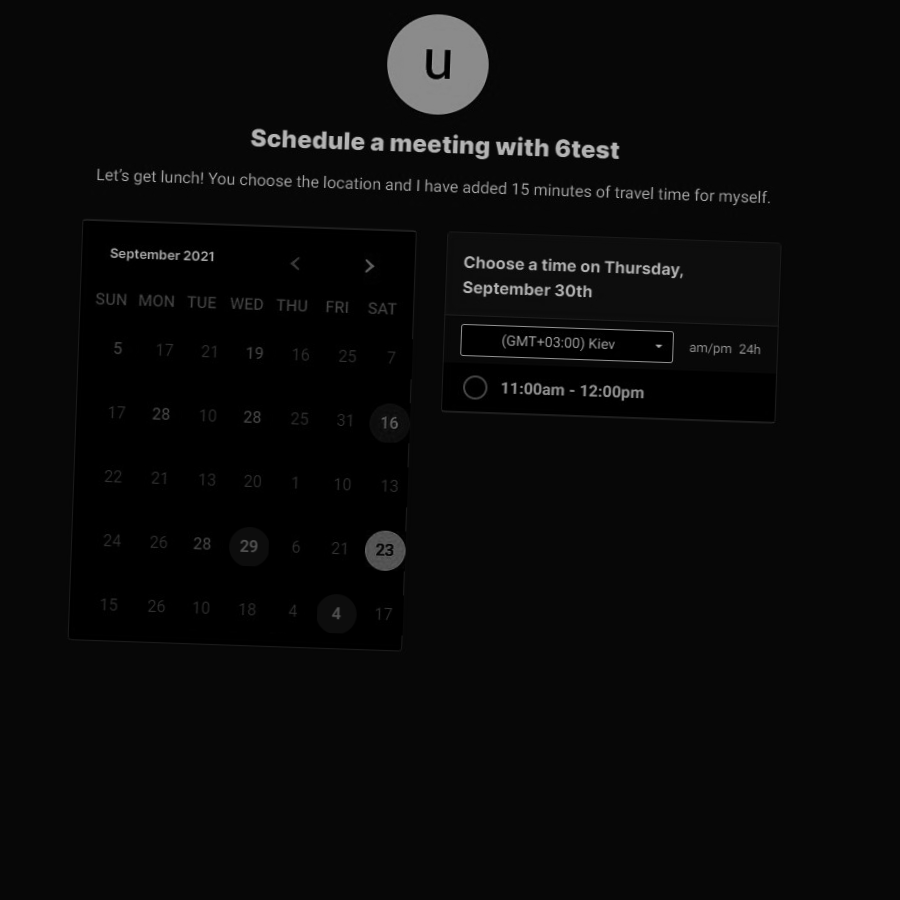 u
Schedule a meeting with 6test
Let's get lunch! You choose the location and I have added 15 minutes of travel time for myself.
September 2021
SUN MON TUE WED THU FRI SAT
5 17 21 19 16 25 7
17 28 10 28 25 31 16
22 21 13 20 1 10 13
24 26 28 29 6 21 23
15 26 10 18 4 4 17
Choose a time on Thursday,
September 30th
(GMT+03:00) Kiev
am/pm 24h
11:00am - 12:00pm